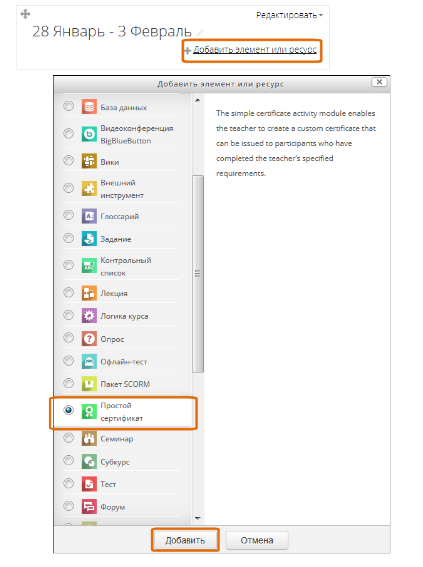 Редактировать
28 Январь - 3 Февраль
Добавить элемент или ресурс
Добавить элемент или ресурс
База данных
The simple certificate activity module enables
the teacher to create a custom certificate that
can be issued to participants who have
completed the teacher's specified
requirements.
Видеоконференция
BigBlueButton
Вики
Внешний
инструмент
Глоссарий
Задание
Контрольный
список
Лекция
Логика курса
Опрос
Офлайн-тест
Пакет SCORM
Простой
сертификат
Семинар
Субкурс
Тест
Форум
Добавить
Отмена